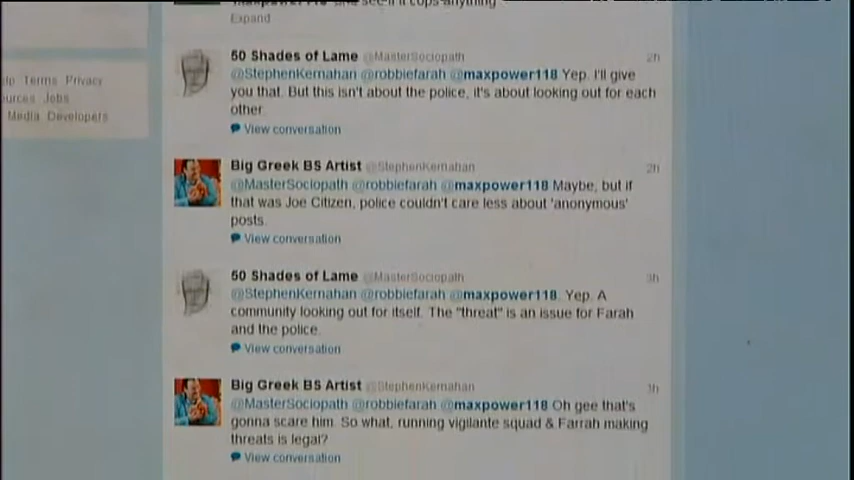 Expand
Terms Privacy
Jobs
Media Developers
50 Shades of Lame @MasterSociopath 2h
@StephenKernahan @robbiefarah @maxpower118 Yep. I'll give
you that. But this isn't about the police, it's about looking out for each
other.
View conversation
Big Greek BS Artist @StephenKernahan 2h
@MasterSociopath @robbiefarah @maxpower118 Maybe, but if
that was Joe Citizen, police couldn't care less about 'anonymous'
posts.
View conversation
50 Shades of Lame @MasterSociopath 3h
@StephenKernahan @robbiefarah @maxpower118. Yep. A
community looking out for itself. The "threat" is an issue for Farah
and the police.
View conversation
Big Greek BS Artist @StephenKernahan 3h
@MasterSociopath @robbiefarah @maxpower118 Oh gee that's
gonna scare him. So what, running vigilante squad & Farrah making
threats is legal?
View conversation